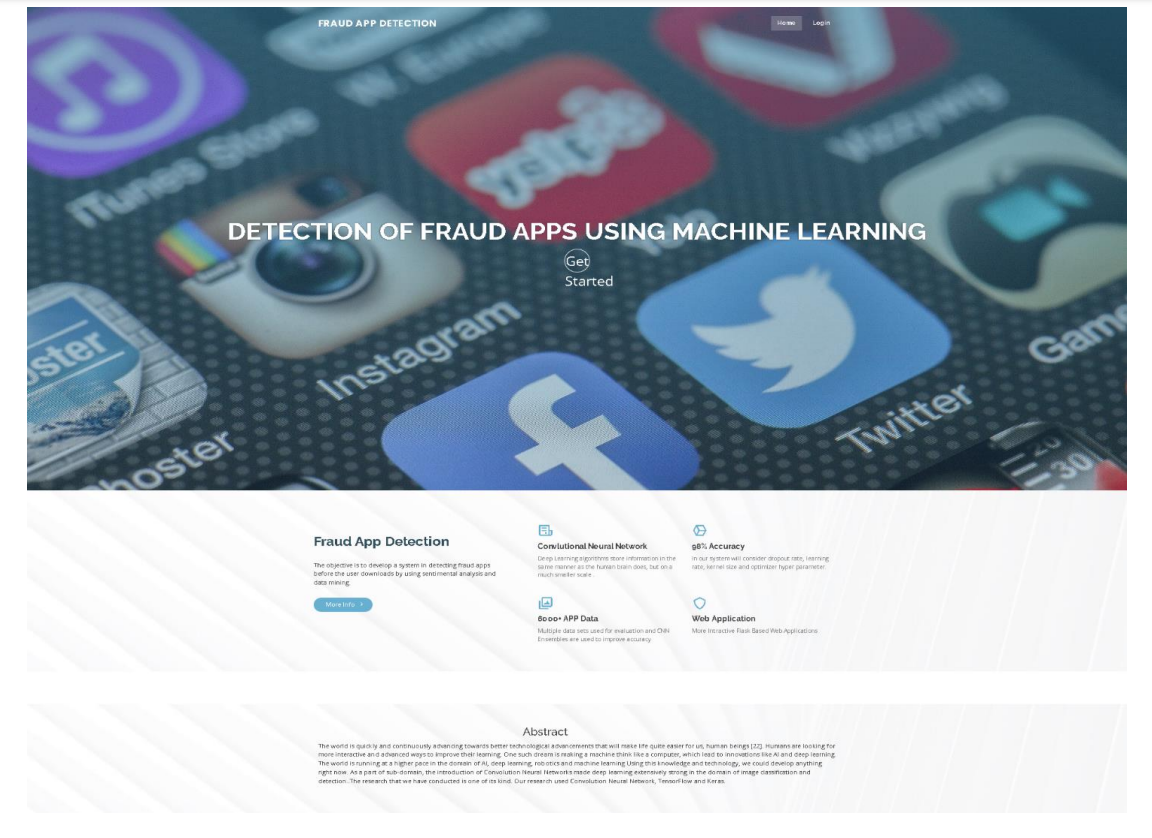 FRAUD APP DETECTION
Home
Login
W. Europe
iTunes Store
yelp
Vizzywig
DETECTION OF FRAUD APPS USING MACHINE LEARNING
Get
Started
Instagram
Game
Twitter
20
30
Fraud App Detection
The objective is to develop a system in detecting fraud apps
before the user downloads by using sentimental analysis and
data mining.
More Info >
Convlutional Neural Network
Deep Learning algorithms store information in the
same manner as the human brain does, but on a
much smaller scale .
98% Accuracy
In our system will consider dropout rate, learning
rate, kernel size and optimizer hyper parameter .
6000+ APP Data
Multiple data sets used for evaluation and CNN
Ensembles are used to improve accuracy
Web Application
More Interactive Flask Based Web Applications
Abstract
The world is quickly and continuously advancing towards better technological advancements that will make life quite easier for us, human beings [22]. Humans are looking for
more interactive and advanced ways to improve their learning. One such dream is making a machine think like a computer, which lead to innovations like AI and deep learning.
The world is running at a higher pace in the domain of AI, deep learning, robotics and machine learning Using this knowledge and technology, we could develop anything
right now. As a part of sub-domain, the introduction of Convolution Neural Networks made deep learning extensively strong in the domain of image classification and
detection. The research that we have conducted is one of its kind. Our research used Convolution Neural Network, TensorFlow and Keras.